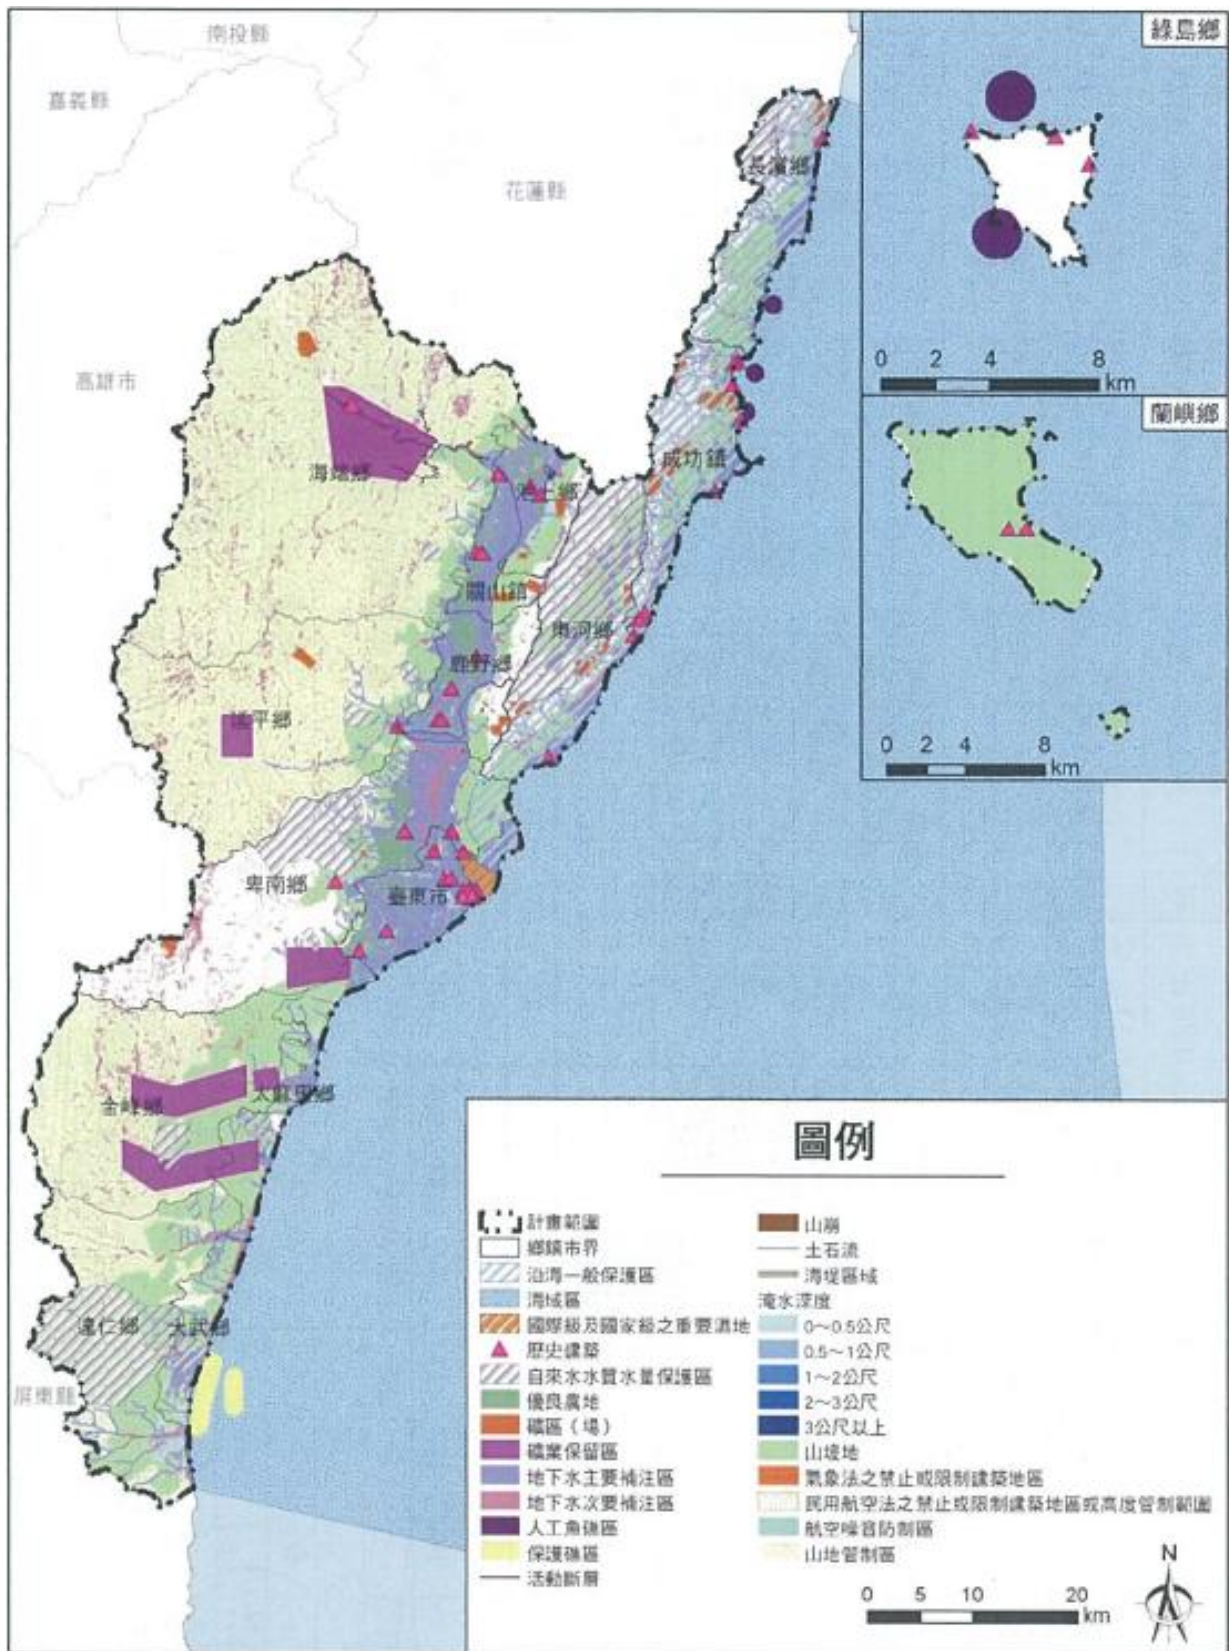 南投縣
嘉義縣
花蓮縣
高雄市
屏東縣
長濱鄉
成功鎮
海端鄉
池上鄉
關山鎮
東河鄉
鹿野鄉
延平鄉
卑南鄉
臺東市
金峰鄉
太麻里鄉
達仁鄉
大武鄉
綠島鄉
0 2 4 8
km
蘭嶼鄉
0 2 4 8
km
圖例
計畫範圍
鄉鎮市界
沿海一般保護區
海域區
國際級及國家級之重要濕地
歷史建築
自來水水質水量保護區
優良農地
礦區（場）
礦業保留區
地下水主要補注區
地下水次要補注區
人工魚礁區
保護礁區
活動斷層
山崩
土石流
海堤區域
淹水深度
0～0.5公尺
0.5～1公尺
1～2公尺
2～3公尺
3公尺以上
山坡地
氣象法之禁止或限制建築地區
民用航空法之禁止或限制建築地區或高度管制範圍
航空噪音防制區
山地管制區
N
0 5 10 20
km